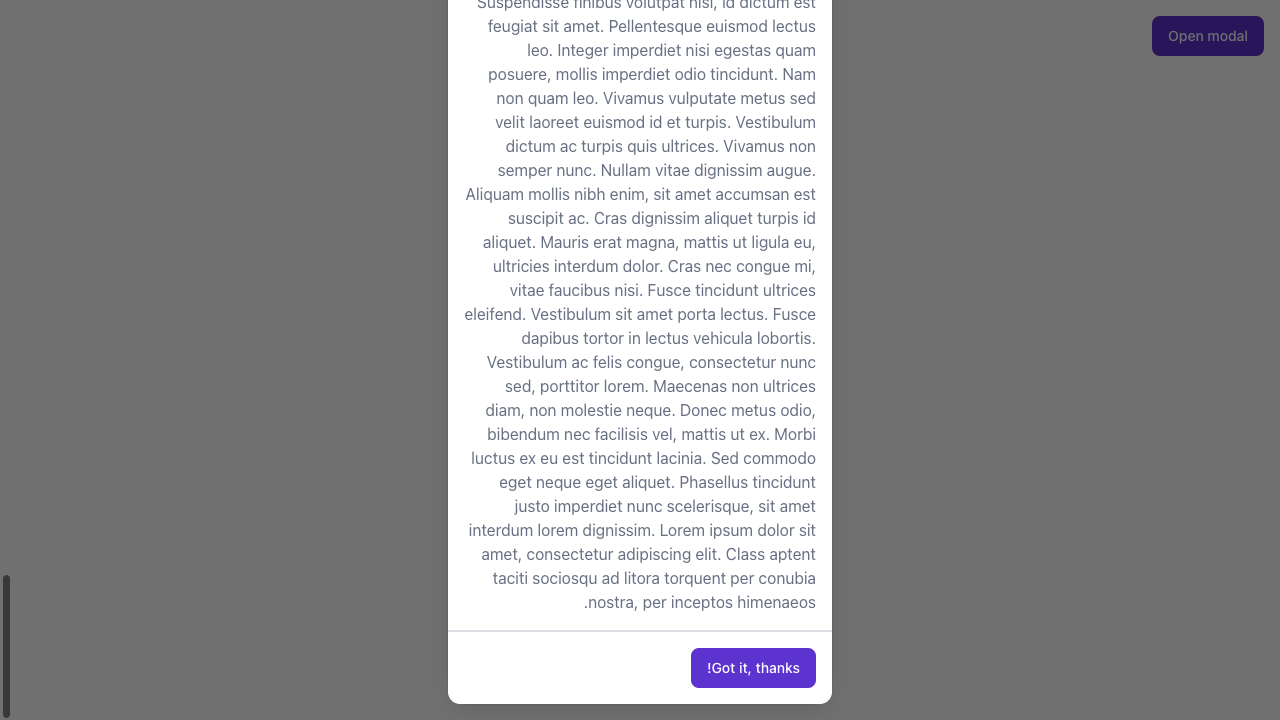 Suspendisse finibus volutpat nisl, id dictum est
feugiat sit amet. Pellentesque euismod lectus
leo. Integer imperdiet nisi egestas quam
posuere, mollis imperdiet odio tincidunt. Nam
non quam leo. Vivamus vulputate metus sed
velit laoreet euismod id et turpis. Vestibulum
dictum ac turpis quis ultrices. Vivamus non
semper nunc. Nullam vitae dignissim augue.
Aliquam mollis nibh enim, sit amet accumsan est
suscipit ac. Cras dignissim aliquet turpis id
aliquet. Mauris erat magna, mattis ut ligula eu,
ultricies interdum dolor. Cras nec congue mi,
vitae faucibus nisi. Fusce tincidunt ultrices
eleifend. Vestibulum sit amet porta lectus. Fusce
dapibus tortor in lectus vehicula lobortis.
Vestibulum ac felis congue, consectetur nunc
sed, porttitor lorem. Maecenas non ultrices
diam, non molestie neque. Donec metus odio,
bibendum nec facilisis vel, mattis ut ex. Morbi
luctus ex eu est tincidunt lacinia. Sed commodo
eget neque eget aliquet. Phasellus tincidunt
justo imperdiet nunc scelerisque, sit amet
interdum lorem dignissim. Lorem ipsum dolor sit
amet, consectetur adipiscing elit. Class aptent
taciti sociosqu ad litora torquent per conubia
.nostra, per inceptos himenaeos
!Got it, thanks
Open modal